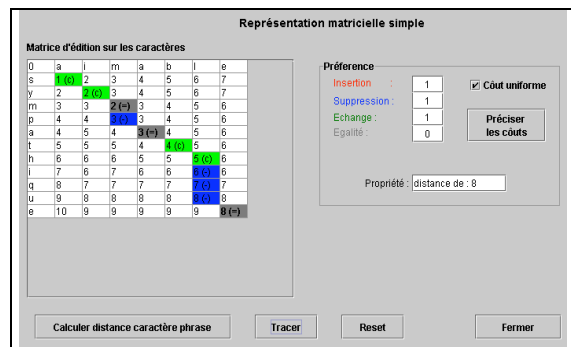 Représentation matricielle simple
Matrice d'édition sur les caractères
0 a i m a b l e
s 1 (c) 2 3 4 5 6 7
y 2 2 (c) 3 4 5 6 7
m 3 3 2 (=) 3 4 5 6
p 4 4 3 (-) 3 4 5 6
a 4 5 4 3 (=) 4 5 6
t 5 5 5 4 4 (c) 5 6
h 6 6 6 5 5 5 (c) 6
i 7 6 7 6 6 6 (-) 6
q 8 7 7 7 7 7 (-) 7
u 9 8 8 8 8 8 (-) 8
e 10 9 9 9 9 9 8 (=)
Préference
Insertion : 1
Suppression : 1
Echange : 1
Egalité : 0
Côut uniforme
Préciser
les côuts
Propriété : distance de : 8
Calculer distance caractère phrase
Tracer
Reset
Fermer